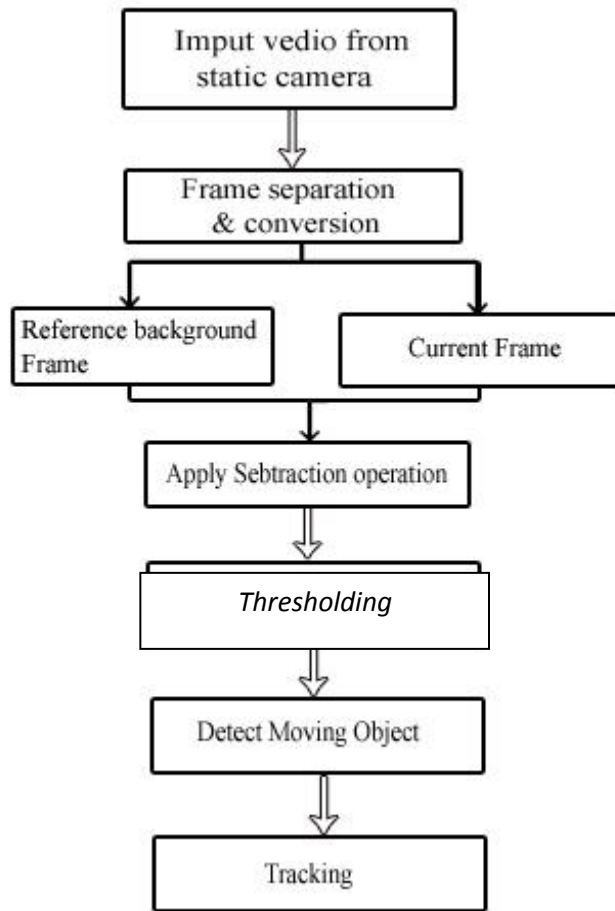 Imput vedio from
static camera
Frame separation
& conversion
Reference background
Frame
Current Frame
Apply Sebtraction operation
Thresholding
Detect Moving Object
Tracking